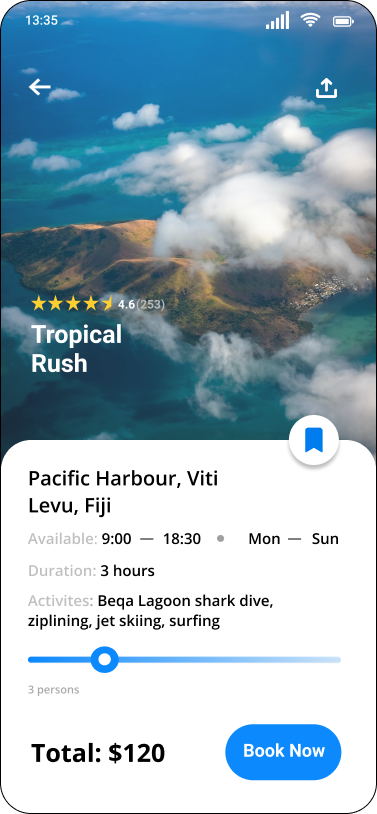 13:35
4.6(253)
Tropical
Rush
Pacific Harbour, Viti
Levu, Fiji
Available: 9:00 — 18:30 • Mon — Sun
Duration: 3 hours
Activites: Beqa Lagoon shark dive,
ziplining, jet skiing, surfing
3 persons
Total: $120 Book Now